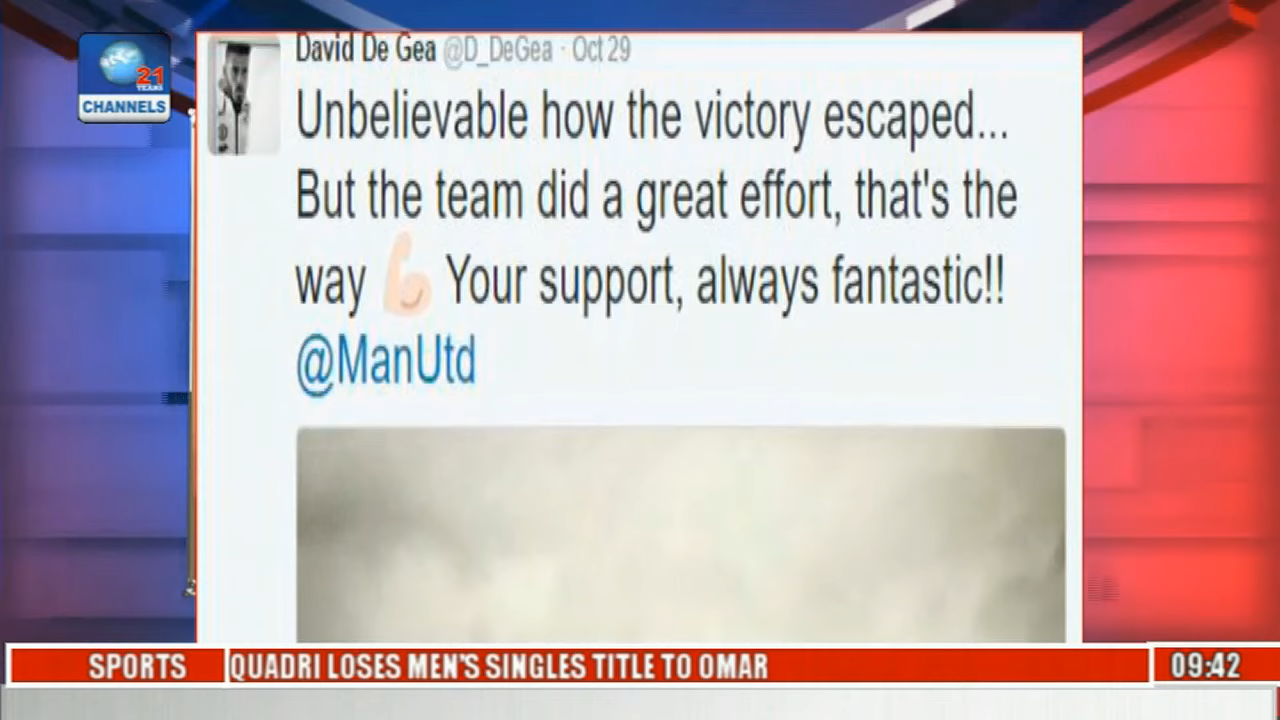 21
YEARS
CHANNELS
David De Gea @D_DeGea · Oct 29
Unbelievable how the victory escaped...
But the team did a great effort, that's the
way 💪🏻 Your support, always fantastic!!
@ManUtd
SPORTS
QUADRI LOSES MEN'S SINGLES TITLE TO OMAR
09:42